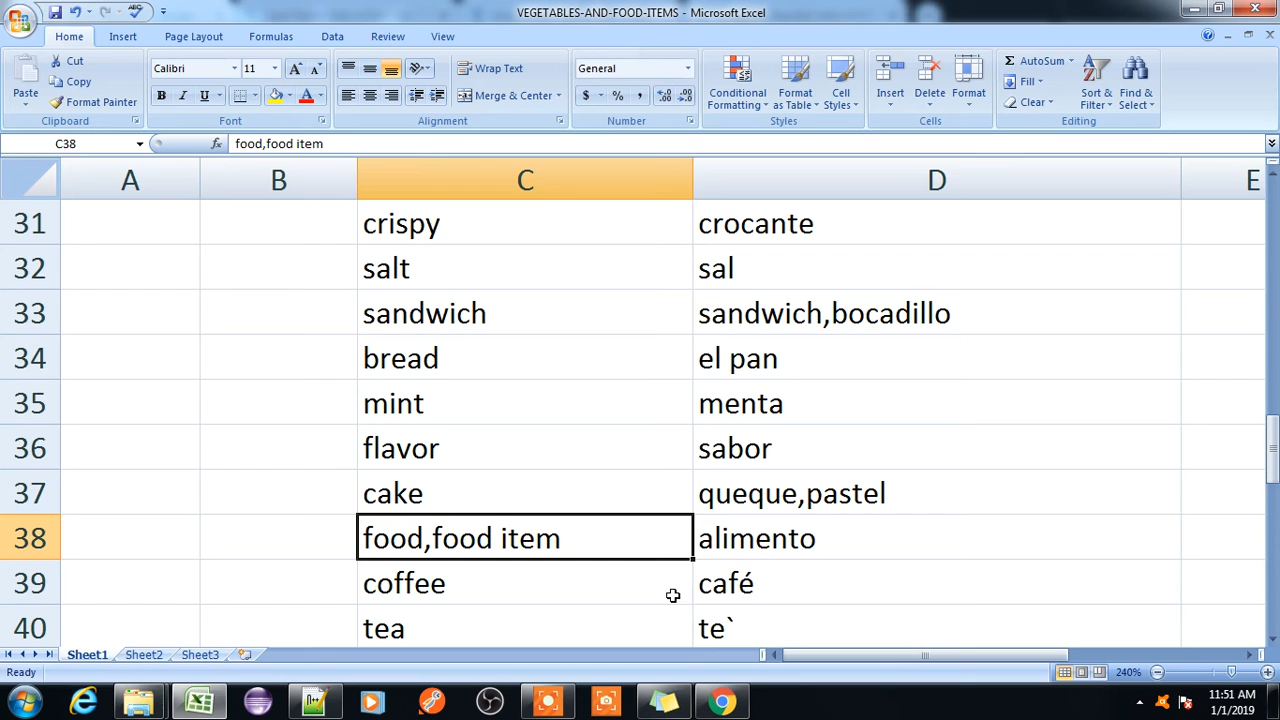 VEGETABLES-AND-FOOD-ITEMS - Microsoft Excel
Home Insert Page Layout Formulas Data Review View
Paste Cut Calibri 11 Wrap Text General Conditional Formatting Format as Table Cell Styles Insert Delete Format AutoSum Sort & Filter Find & Select
Copy Fill
Format Painter B I U Merge & Center $ % , Clear
Clipboard Font Alignment Number Styles Cells Editing
C38 fx food,food item
A B C D E
31 crispy crocante
32 salt sal
33 sandwich sandwich,bocadillo
34 bread el pan
35 mint menta
36 flavor sabor
37 cake queque,pastel
38 food,food item alimento
39 coffee café
40 tea te`
Sheet1 Sheet2 Sheet3
Ready 240%
11:51 AM
1/1/2019